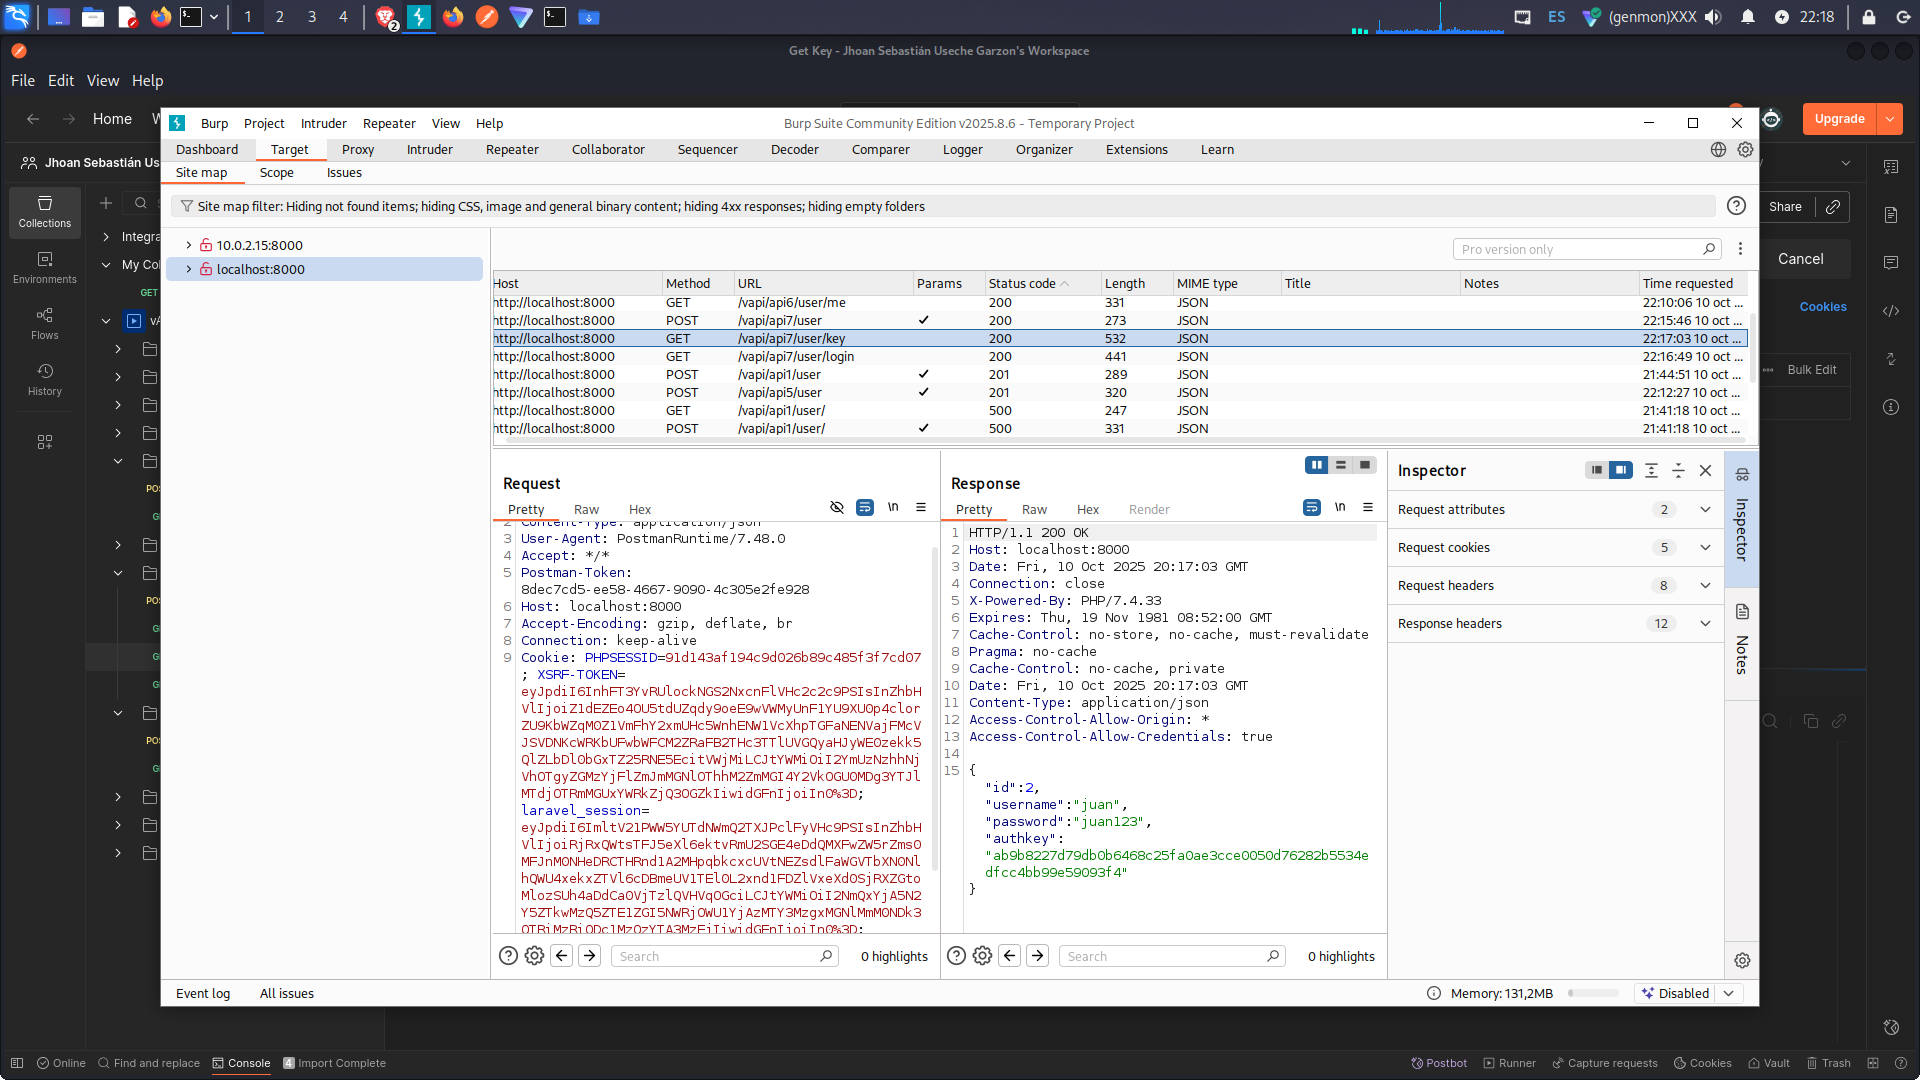 1 2 3 4 2 ES (genmon)XXX 22:18
Get Key - Jhoan Sebastián Useche Garzon's Workspace
File Edit View Help
Home W
Upgrade
Jhoan Sebastián Us
Collections
Environments
Flows
History
Integra
My Col
GET
vA
POS
GE
POS
GE
GE
GE
POS
GE
Share
Cancel
Cookies
Bulk Edit
Burp Project Intruder Repeater View Help
Burp Suite Community Edition v2025.8.6 - Temporary Project
Dashboard Target Proxy Intruder Repeater Collaborator Sequencer Decoder Comparer Logger Organizer Extensions Learn
Site map Scope Issues
Site map filter: Hiding not found items; hiding CSS, image and general binary content; hiding 4xx responses; hiding empty folders
10.0.2.15:8000
localhost:8000
Pro version only
Host Method URL Params Status code Length MIME type Title Notes Time requested
http://localhost:8000 GET /vapi/api6/user/me 200 331 JSON 22:10:06 10 oct ...
http://localhost:8000 POST /vapi/api7/user ✓ 200 273 JSON 22:15:46 10 oct ...
http://localhost:8000 GET /vapi/api7/user/key 200 532 JSON 22:17:03 10 oct ...
http://localhost:8000 GET /vapi/api7/user/login 200 441 JSON 22:16:49 10 oct ...
http://localhost:8000 POST /vapi/api1/user ✓ 201 289 JSON 21:44:51 10 oct ...
http://localhost:8000 POST /vapi/api5/user ✓ 201 320 JSON 22:12:27 10 oct ...
http://localhost:8000 GET /vapi/api1/user/ 500 247 JSON 21:41:18 10 oct ...
http://localhost:8000 POST /vapi/api1/user/ ✓ 500 331 JSON 21:41:18 10 oct ...
Request
Pretty Raw Hex \n
2 Content-Type: application/json
3 User-Agent: PostmanRuntime/7.48.0
4 Accept: */*
5 Postman-Token:
8dec7cd5-ee58-4667-9090-4c305e2fe928
6 Host: localhost:8000
7 Accept-Encoding: gzip, deflate, br
8 Connection: keep-alive
9 Cookie: PHPSESSID=91d143af194c9d026b89c485f3f7cd07
; XSRF-TOKEN=
laravel_session=
Search 0 highlights
Response
Pretty Raw Hex Render \n
1 HTTP/1.1 200 OK
2 Host: localhost:8000
3 Date: Fri, 10 Oct 2025 20:17:03 GMT
4 Connection: close
5 X-Powered-By: PHP/7.4.33
6 Expires: Thu, 19 Nov 1981 08:52:00 GMT
7 Cache-Control: no-store, no-cache, must-revalidate
8 Pragma: no-cache
9 Cache-Control: no-cache, private
10 Date: Fri, 10 Oct 2025 20:17:03 GMT
11 Content-Type: application/json
12 Access-Control-Allow-Origin: *
13 Access-Control-Allow-Credentials: true
14
15 {
"id":2,
"username":"juan",
"password":"juan123",
"authkey":
"ab9b8227d79db0b6468c25fa0ae3cce0050d76282b5534e
dfcc4bb99e59093f4"
}
Search 0 highlights
Inspector
Request attributes 2
Request cookies 5
Request headers 8
Response headers 12
Inspector
Notes
Event log All issues
Memory: 131,2MB Disabled
Online Find and replace Console 4 Import Complete
Postbot Runner Capture requests Cookies Vault Trash